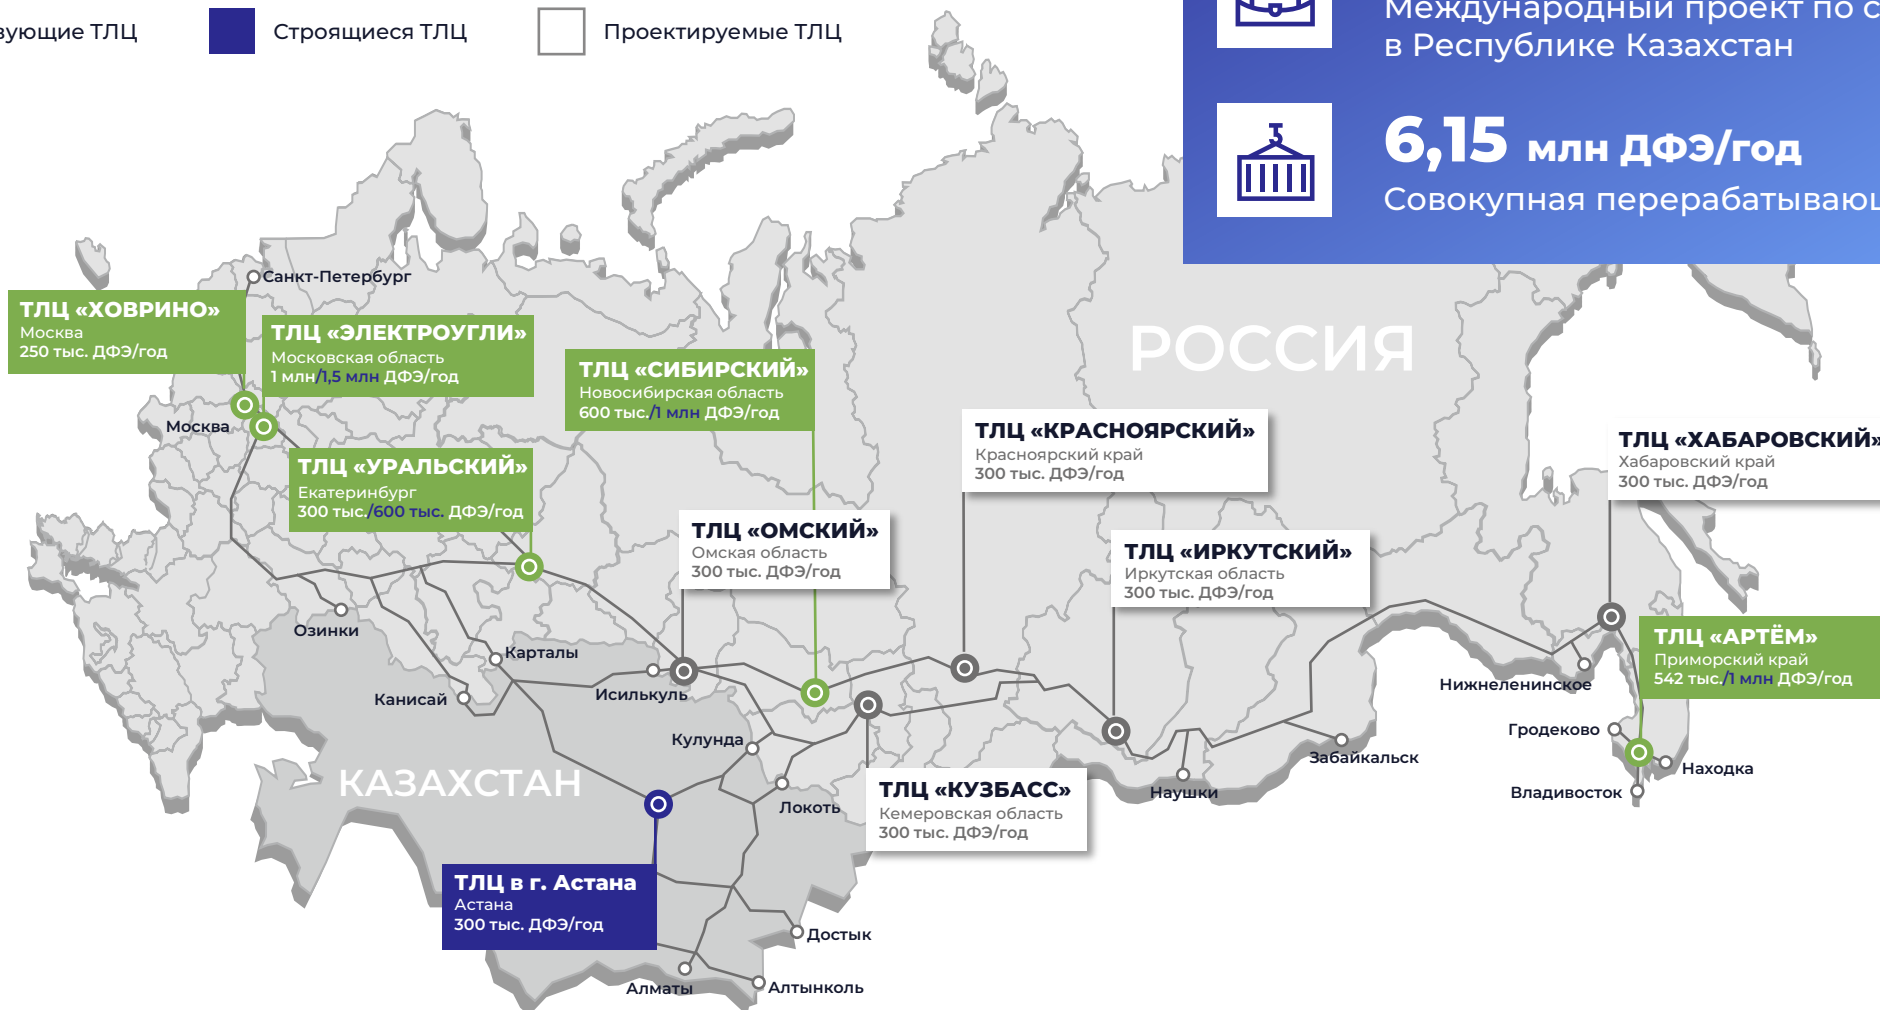 Строящиеся ТЛЦ
Проектируемые ТЛЦ
Международный проект по
в Республике Казахстан
6,15 млн ДФЭ/год
Совокупная
Санкт-Петербург
ТЛЦ «ХОВРИНО»
Москва
250 тыс. ДФЭ/год
ТЛЦ «ЭЛЕКТРОУГЛИ»
Московская область
1 млн/1,5 млн ДФЭ/год
ТЛЦ «СИБИРСКИЙ»
Новосибирская область
600 тыс./1 млн ДФЭ/год
РОССИЯ
Москва
ТЛЦ «УРАЛЬСКИЙ»
Екатеринбург
300 тыс./600 тыс. ДФЭ/год
ТЛЦ «КРАСНОЯРСКИЙ»
Красноярский край
300 тыс. ДФЭ/год
ТЛЦ «ХАБАРОВСКИЙ»
Хабаровский край
300 тыс. ДФЭ/год
ТЛЦ «ОМСКИЙ»
Омская область
300 тыс. ДФЭ/год
ТЛЦ «ИРКУТСКИЙ»
Иркутская область
300 тыс. ДФЭ/год
Озинки
Карталы
Канисай
Исилькуль
Кулунда
Локоть
КАЗАХСТАН
ТЛЦ «АРТЁМ»
Приморский край
542 тыс./1 млн ДФЭ/год
Нижнеленинское
Гродеково
Находка
Владивосток
Забайкальск
Наушки
ТЛЦ «КУЗБАСС»
Кемеровская область
300 тыс. ДФЭ/год
ТЛЦ в г. Астана
Астана
300 тыс. ДФЭ/год
Достык
Алматы
Алтынколь